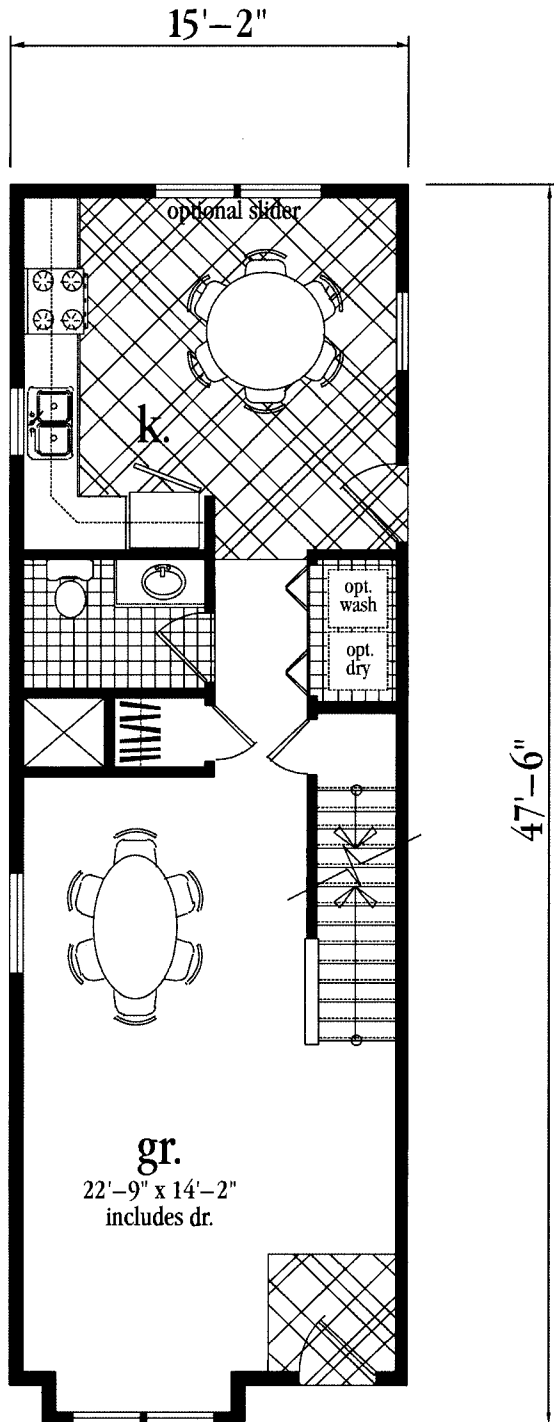 15'-2"
optional slider
k.
opt.
wash
opt.
dry
47'-6"
gr.
22'-9" x 14'-2"
includes dr.